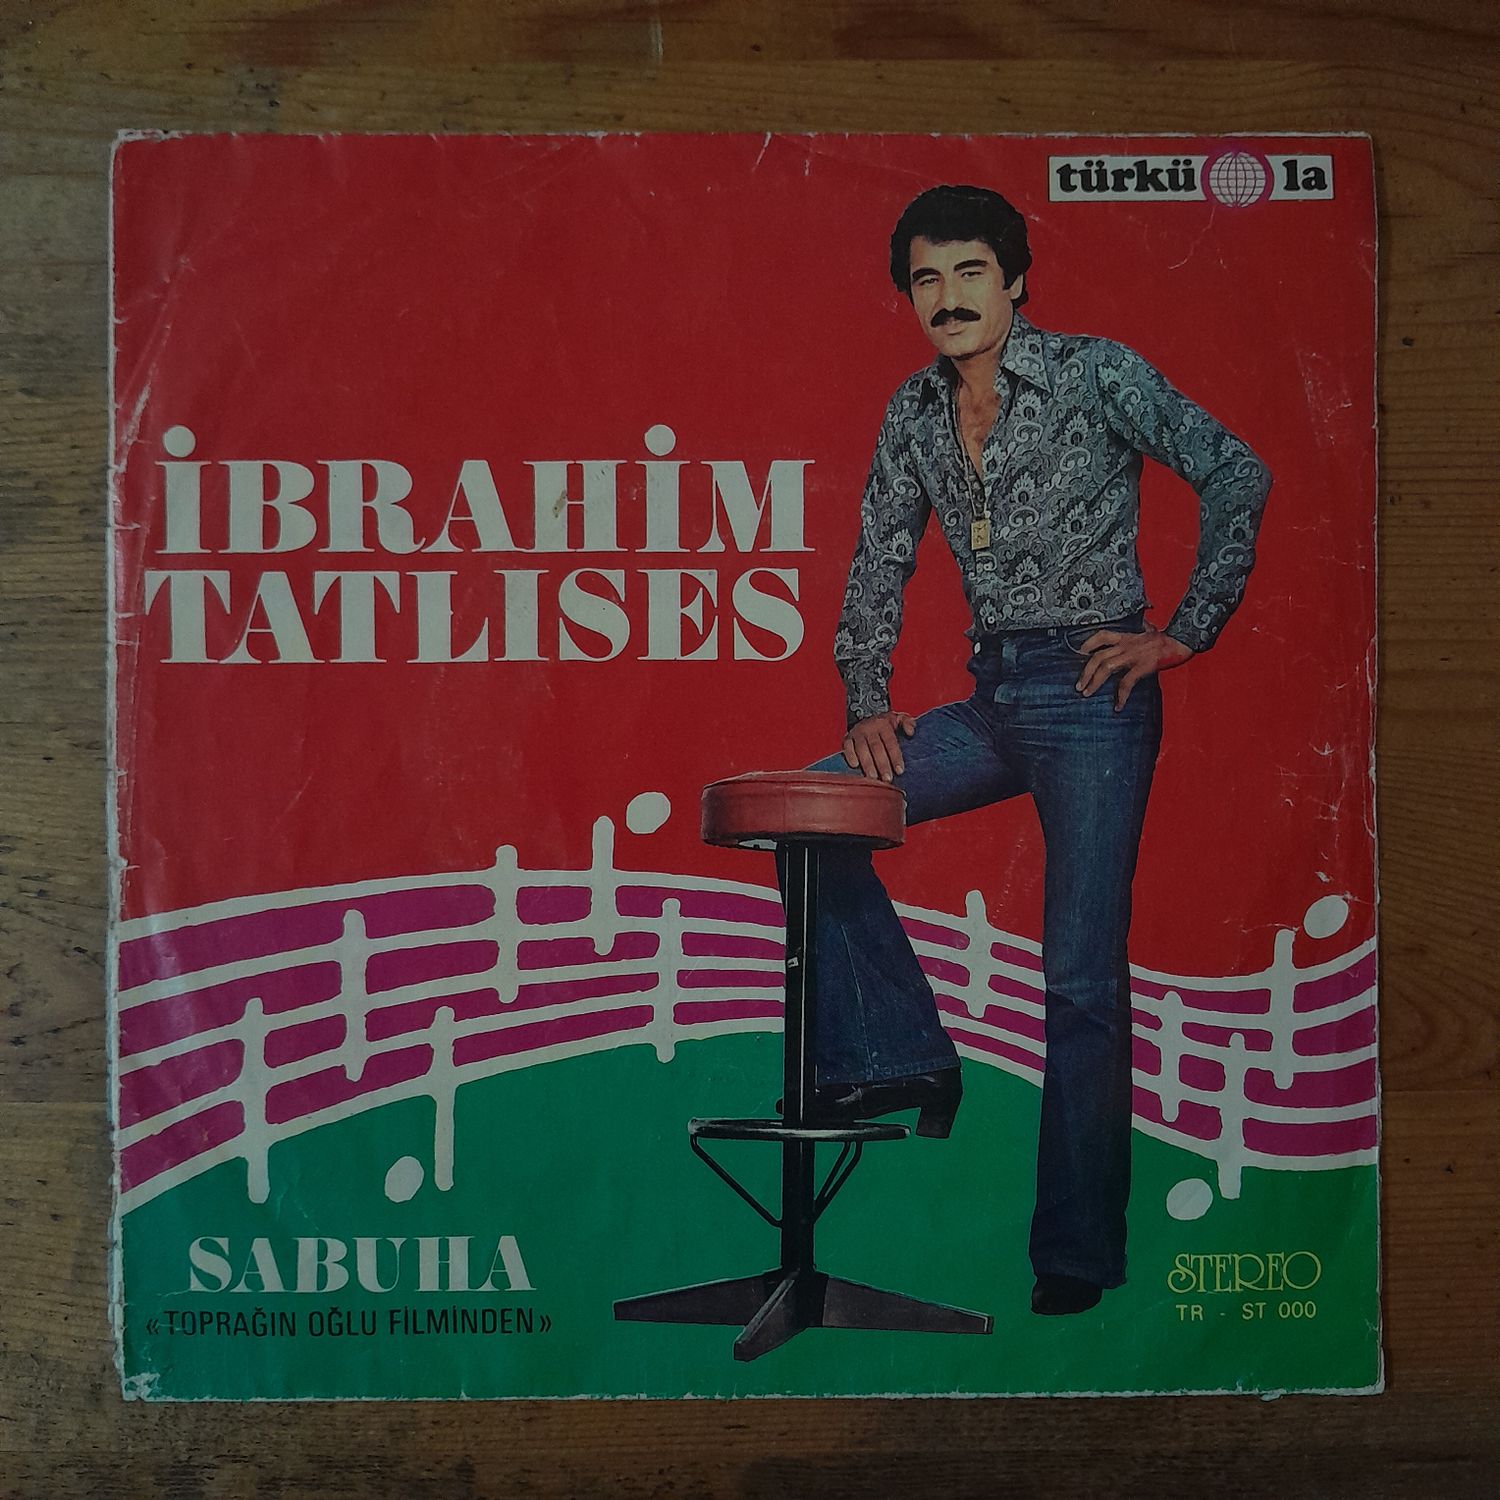 türkü la
İBRAHİM
TATLISES
SABUHA
«TOPRAĞIN OĞLU FİLMİNDEN»
STEREO
TR - ST 000